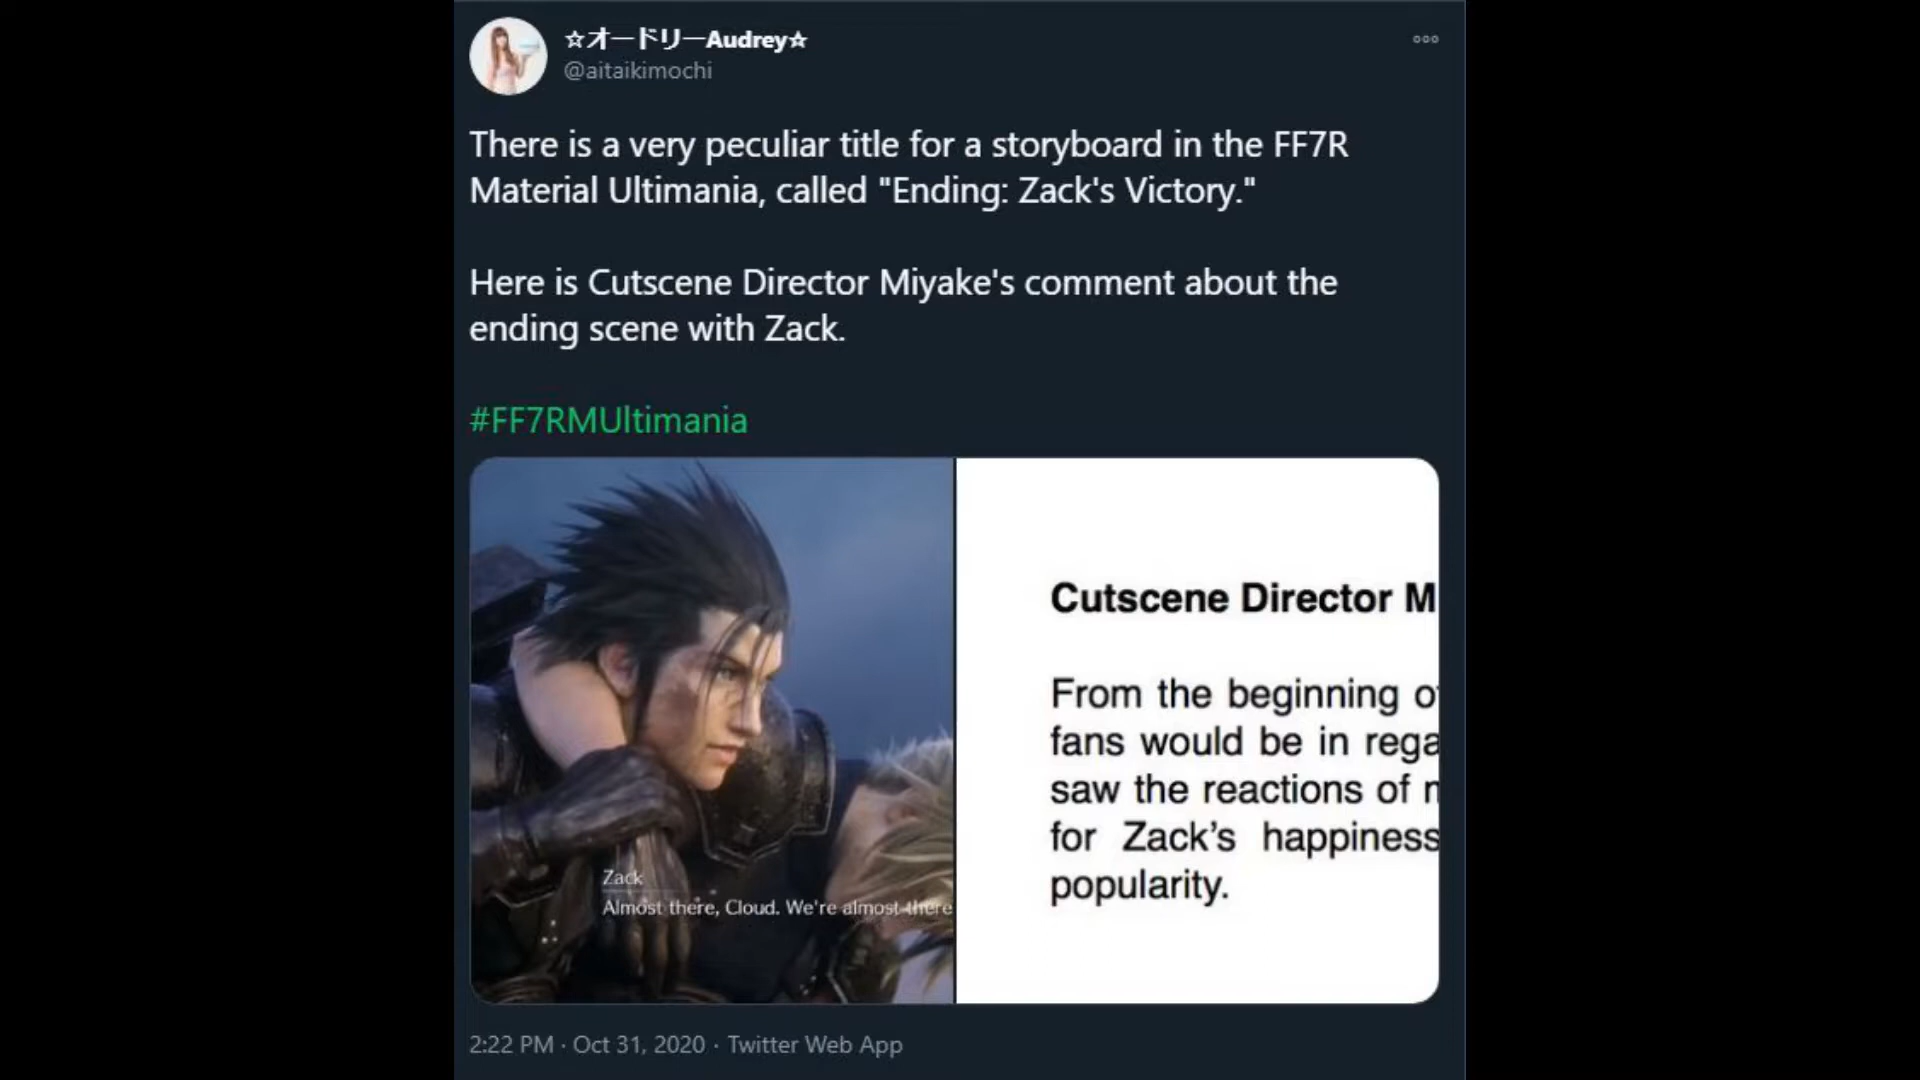 ☆オードリーAudrey☆
@aitaikimochi
There is a very peculiar title for a storyboard in the FF7R
Material Ultimania, called "Ending: Zack's Victory."
Here is Cutscene Director Miyake's comment about the
ending scene with Zack.
#FF7RMUltimania
Zack
Almost there, Cloud. We're almost there
Cutscene Director M
From the beginning o
fans would be in rega
saw the reactions of
for Zack's happiness
popularity.
2:22 PM · Oct 31, 2020 · Twitter Web App